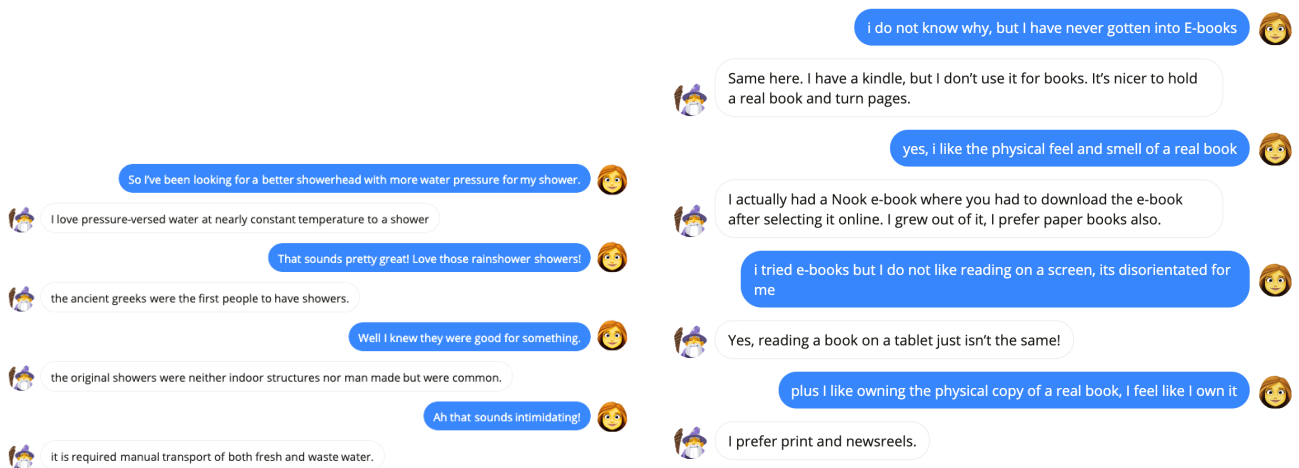 So I’ve been looking for a better showerhead with more water pressure for my shower.
I love pressure-versed water at nearly constant temperature to a shower
That sounds pretty great! Love those rainshower showers!
the ancient greeks were the first people to have showers.
Well I knew they were good for something.
the original showers were neither indoor structures nor man made but were common.
Ah that sounds intimidating!
it is required manual transport of both fresh and waste water.
i do not know why, but I have never gotten into E-books
Same here. I have a kindle, but I don’t use it for books. It’s nicer to hold
a real book and turn pages.
yes, i like the physical feel and smell of a real book
I actually had a Nook e-book where you had to download the e-book
after selecting it online. I grew out of it, I prefer paper books also.
i tried e-books but I do not like reading on a screen, its disorientated for
me
Yes, reading a book on a tablet just isn’t the same!
plus I like owning the physical copy of a real book, I feel like I own it
I prefer print and newsreels.